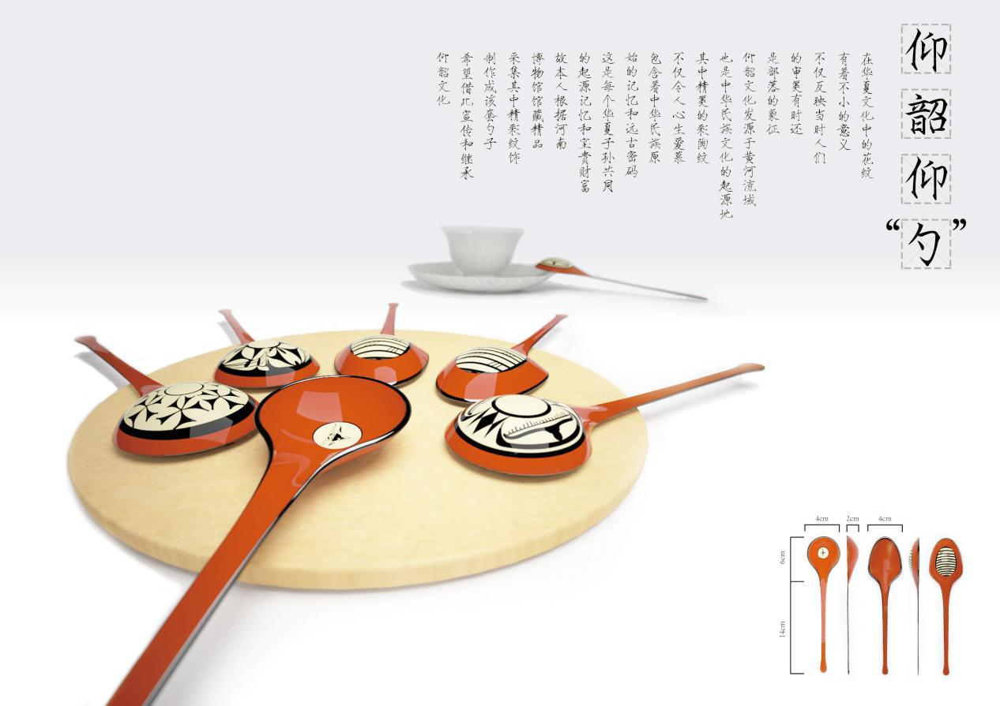 仰韶仰“勺”
在华夏文化中的花纹
有着不小的意义
不仅反映当时人们
的审美有时还
是部落的象征
仰韶文化发源于黄河流域
也是中华民族文化的起源地
其中精美的彩陶纹
不仅令人心生爱慕
包含着中华民族原
始的记忆和远古密码
这是每个华夏子孙共同
的起源记忆和宝贵财富
故本人根据河南
博物馆馆藏精品
采集其中精彩纹饰
制作成该套勺子
希望借此宣传和继承
仰韶文化
4cm
2cm
4cm
6cm
14cm